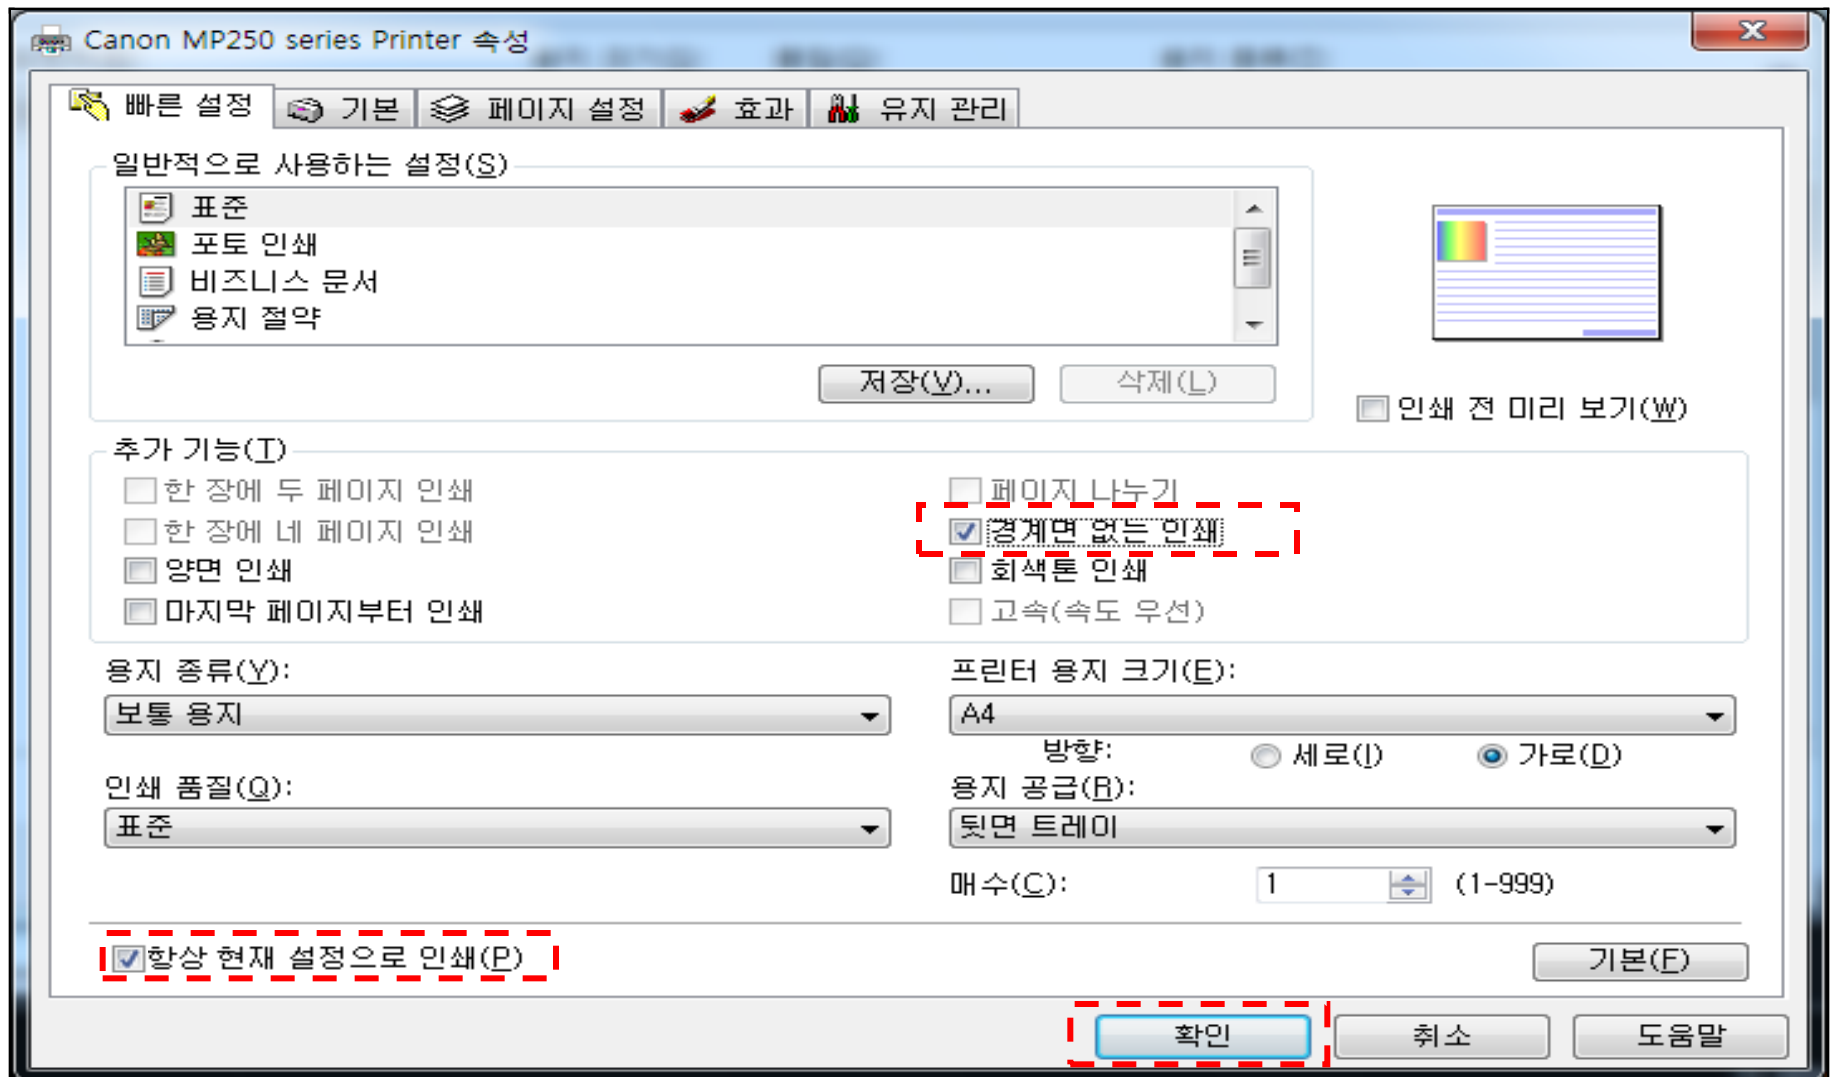 Canon MP250 series Printer 속성
빠른 설정 기본 페이지 설정 효과 유지 관리
일반적으로 사용하는 설정(S)
표준
포토 인쇄
비즈니스 문서
용지 절약
저장(V)... 삭제(L)
인쇄 전 미리 보기(W)
추가 기능(T)
한 장에 두 페이지 인쇄 페이지 나누기
한 장에 네 페이지 인쇄 경계면 없는 인쇄
양면 인쇄 회색톤 인쇄
마지막 페이지부터 인쇄 고속(속도 우선)
용지 종류(Y): 프린터 용지 크기(E):
보통 용지 A4
방향: 세로(I) 가로(D)
인쇄 품질(Q): 용지 공급(R):
표준 뒷면 트레이
매수(C): 1 (1-999)
항상 현재 설정으로 인쇄(P) 기본(F)
확인 취소 도움말